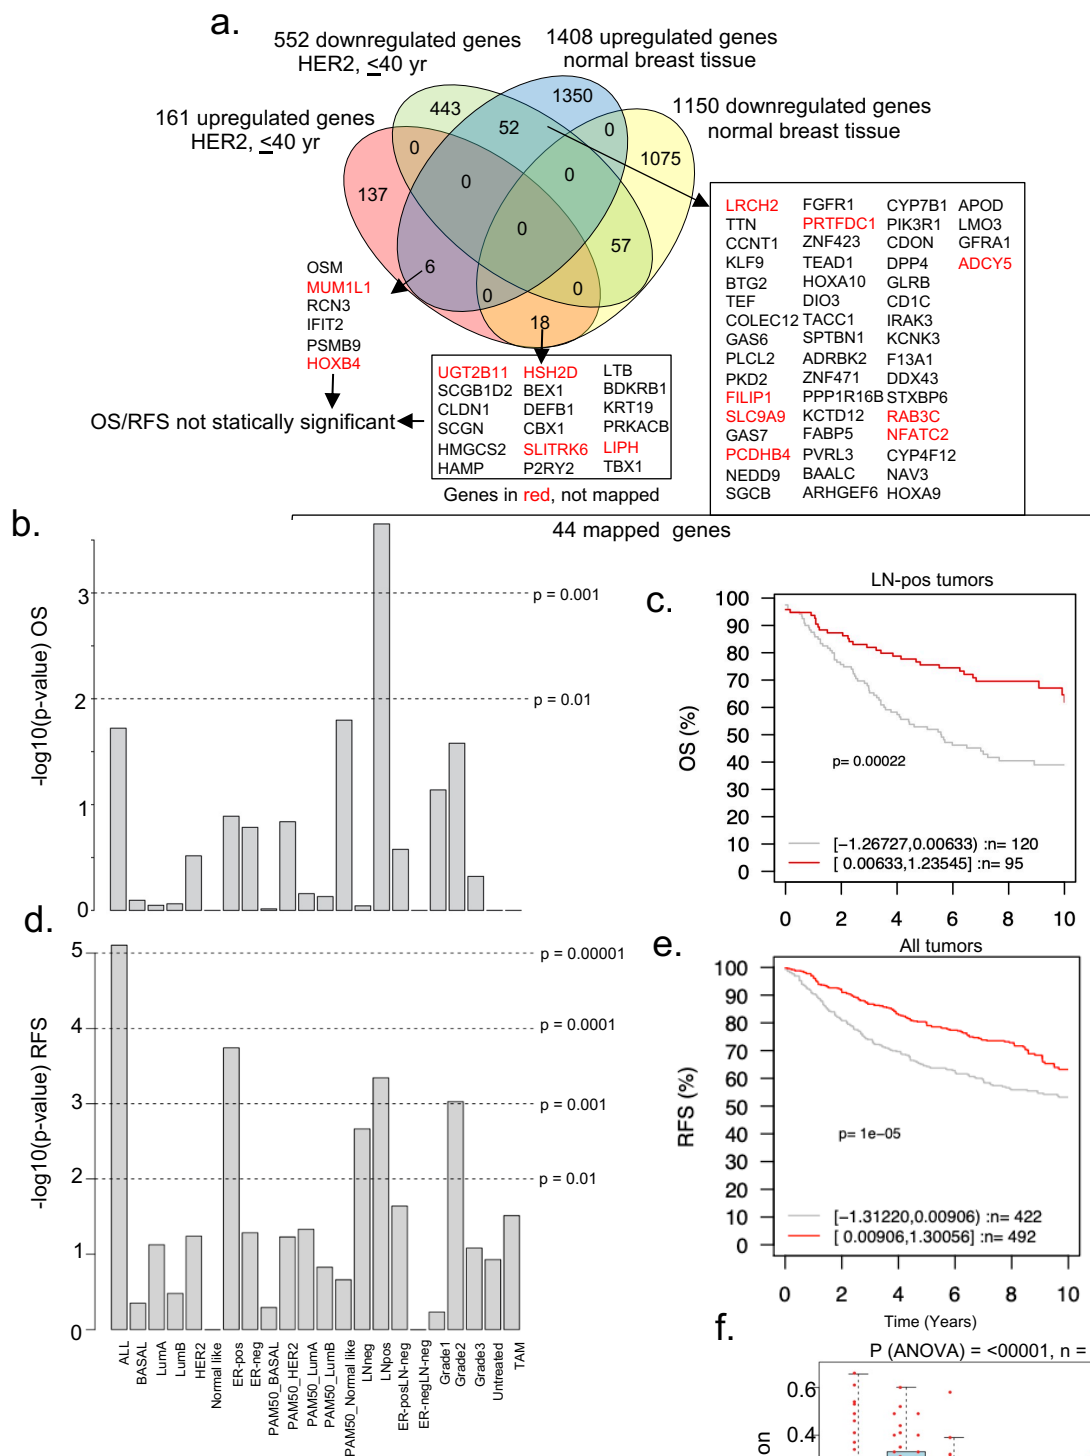 a.
552 downregulated genes
HER2, <40 yr
1408 upregulated genes
normal breast tissue
161 upregulated genes
HER2, <40 yr
1150 downregulated genes
normal breast tissue
443
1350
52
0
1075
0
137
0
0
0
57
6
0
0
18
OSM
MUM1L1
RCN3
IFIT2
PSMB9
HOXB4
OS/RFS not statically significant
UGT2B11 HSH2D LTB
SCGB1D2 BEX1 BDKRB1
CLDN1 DEFB1 KRT19
SCGN CBX1 PRKACB
HMGCS2 SLITRK6 LIPH
HAMP P2RY2 TBX1
Genes in red, not mapped
LRCH2 FGFR1 CYP7B1 APOD
TTN PRTFDC1 PIK3R1 LMO3
CCNT1 ZNF423 CDON GFRA1
KLF9 TEAD1 DPP4 ADCY5
BTG2 HOXA10 GLRB
TEF DIO3 CD1C
COLEC12 TACC1 IRAK3
GAS6 SPTBN1 KCNK3
PLCL2 ADRBK2 F13A1
PKD2 ZNF471 DDX43
FILIP1 PPP1R16B STXBP6
SLC9A9 KCTD12 RAB3C
GAS7 FABP5 NFATC2
PCDHB4 PVRL3 CYP4F12
NEDD9 BAALC NAV3
SGCB ARHGEF6 HOXA9
44 mapped genes
b.
-log10(p-value) OS
3
2
1
0
p = 0.001
p = 0.01
c.
LN-pos tumors
OS (%)
100
90
80
70
60
50
40
30
20
10
0
p= 0.00022
[−1.26727,0.00633) :n= 120
[ 0.00633,1.23545] :n= 95
0 2 4 6 8 10
d.
-log10(p-value) RFS
5
4
3
2
1
0
p = 0.00001
p = 0.0001
p = 0.001
p = 0.01
ALL
BASAL
LumA
LumB
HER2
Normal like
ER-pos
ER-neg
PAM50_BASAL
PAM50_HER2
PAM50_LumA
PAM50_LumB
PAM50_Normal like
LNneg
LNpos
ER-posLN-neg
ER-negLN-neg
Grade1
Grade2
Grade3
Untreated
TAM
e.
All tumors
RFS (%)
100
90
80
70
60
50
40
30
20
10
0
p= 1e−05
[−1.31220,0.00906) :n= 422
[ 0.00906,1.30056] :n= 492
0 2 4 6 8 10
Time (Years)
f.
P (ANOVA) = <00001, n =
0.6
0.4
on